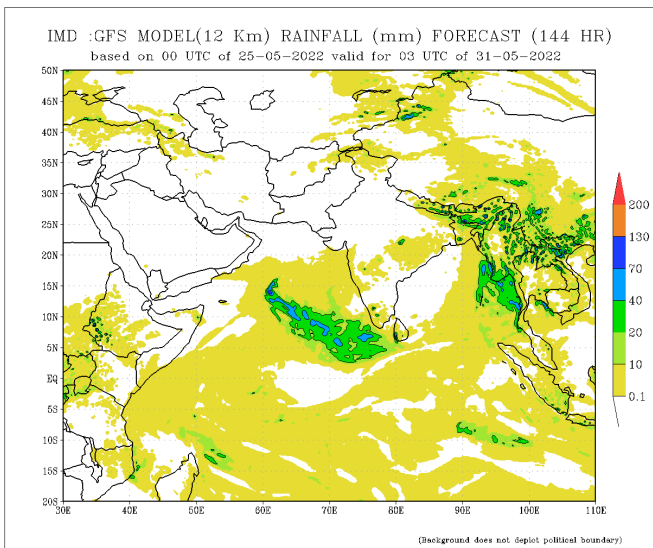 IMD :GFS MODEL(12 Km) RAINFALL (mm) FORECAST (144 HR)
based on 00 UTC of 25-05-2022 valid for 03 UTC of 31-05-2022
50N
45N
40N
35N
30N
25N
20N
15N
10N
5N
EQ
5S
10S
15S
20S
30E
40E
50E
60E
70E
80E
90E
100E
110E
200
130
70
40
20
10
0.1
(Background does not depict political boundary)